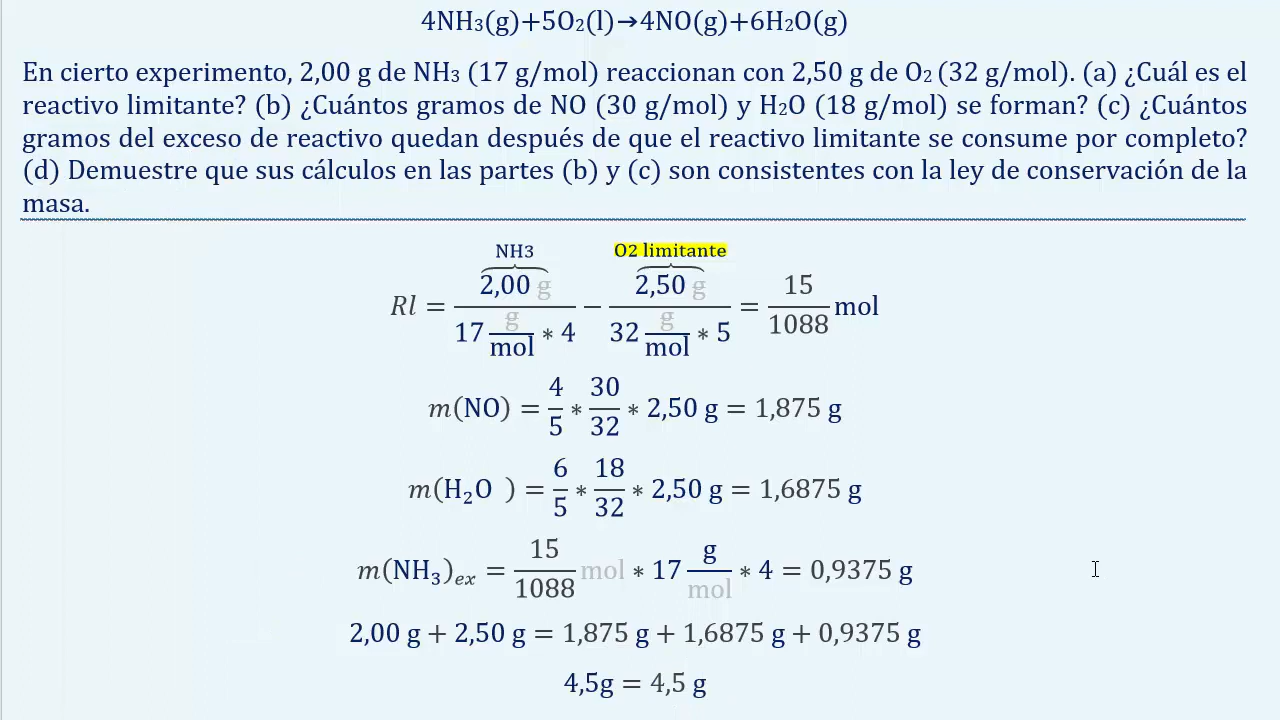 4NH₃(g)+5O₂(l)→4NO(g)+6H₂O(g)
En cierto experimento, 2,00 g de NH₃ (17 g/mol) reaccionan con 2,50 g de O₂ (32 g/mol). (a) ¿Cuál es el
reactivo limitante? (b) ¿Cuántos gramos de NO (30 g/mol) y H₂O (18 g/mol) se forman? (c) ¿Cuántos
gramos del exceso de reactivo quedan después de que el reactivo limitante se consume por completo?
(d) Demuestre que sus cálculos en las partes (b) y (c) son consistentes con la ley de conservación de la
masa.
NH3 O2 limitante
Rl = 2,00 g / (17 g/mol * 4) − 2,50 g / (32 g/mol * 5) = 15/1088 mol
m(NO) = 4/5 * 30/32 * 2,50 g = 1,875 g
m(H₂O ) = 6/5 * 18/32 * 2,50 g = 1,6875 g
m(NH₃)ₑₓ = 15/1088 mol * 17 g/mol * 4 = 0,9375 g
2,00 g + 2,50 g = 1,875 g + 1,6875 g + 0,9375 g
4,5g = 4,5 g